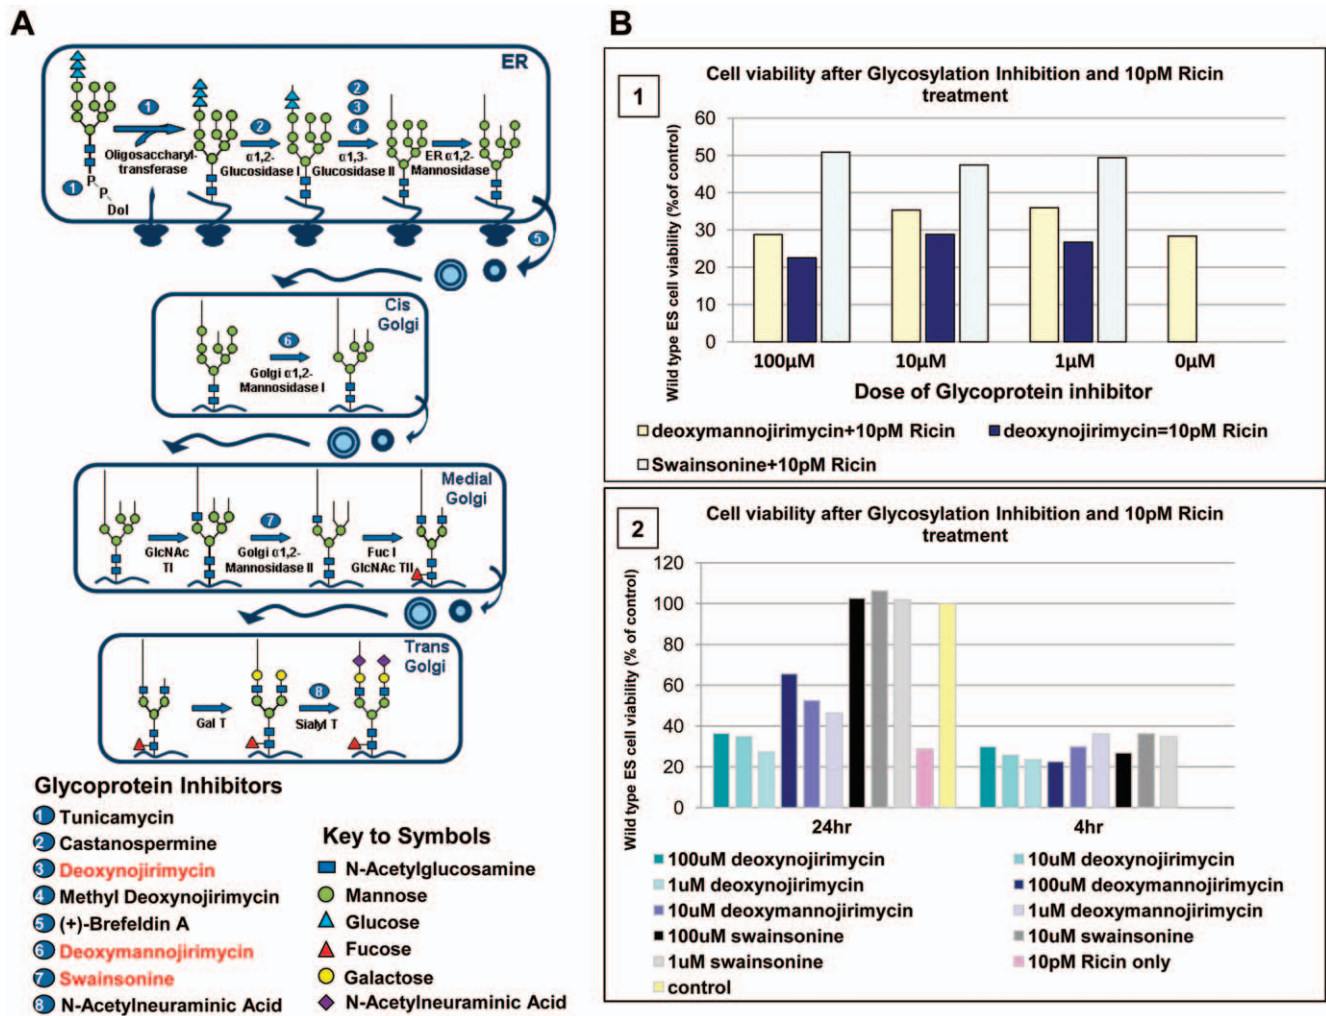 A
ER
1
2
2
3
4
Oligosaccharyl-
transferase
α1,2-
Glucosidase I
α1,3-
Glucosidase II
ER α1,2-
Mannosidase
1
P
P
Dol
5
Cis
Golgi
6
Golgi α1,2-
Mannosidase I
Medial
Golgi
GlcNAc
TI
7
Golgi α1,2-
Mannosidase II
Fuc I
GlcNAc TII
Trans
Golgi
Gal T
8
Sialyl T
Glycoprotein Inhibitors
1 Tunicamycin
2 Castanospermine
3 Deoxynojirimycin
4 Methyl Deoxynojirimycin
5 (+)-Brefeldin A
6 Deoxymannojirimycin
7 Swainsonine
8 N-Acetylneuraminic Acid
Key to Symbols
N-Acetylglucosamine
Mannose
Glucose
Fucose
Galactose
N-Acetylneuraminic Acid
B
1
Cell viability after Glycosylation Inhibition and 10pM Ricin
treatment
Wild type ES cell viability (%of control)
60
50
40
30
20
10
0
100µM
10µM
1µM
0µM
Dose of Glycoprotein inhibitor
deoxymannojirimycin+10pM Ricin
deoxynojirimycin=10pM Ricin
Swainsonine+10pM Ricin
2
Cell viability after Glycosylation Inhibition and 10pM Ricin
treatment
Wild type ES cell viability (% of control)
120
100
80
60
40
20
0
24hr
4hr
100uM deoxynojirimycin
10uM deoxynojirimycin
1uM deoxynojirimycin
100uM deoxymannojirimycin
10uM deoxymannojirimycin
1uM deoxymannojirimycin
100uM swainsonine
10uM swainsonine
1uM swainsonine
10pM Ricin only
control